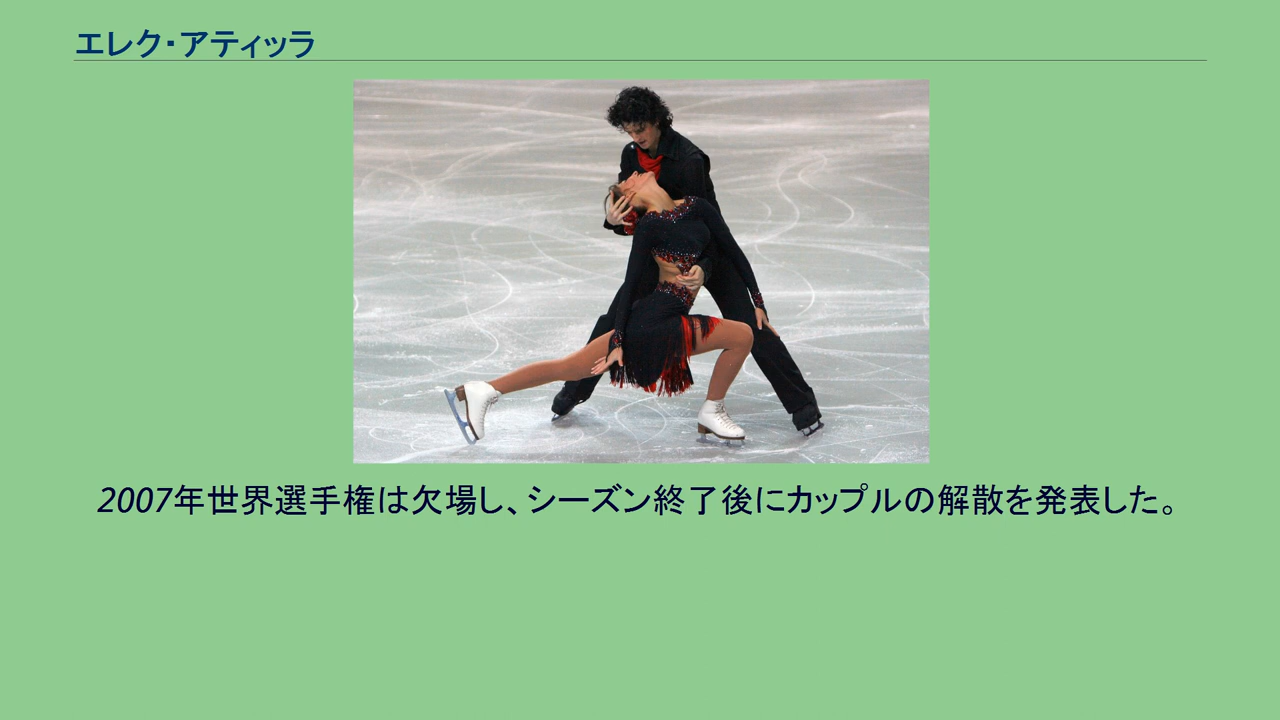 エレク・アティッラ
2007年世界選手権は欠場し、シーズン終了後にカップルの解散を発表した。